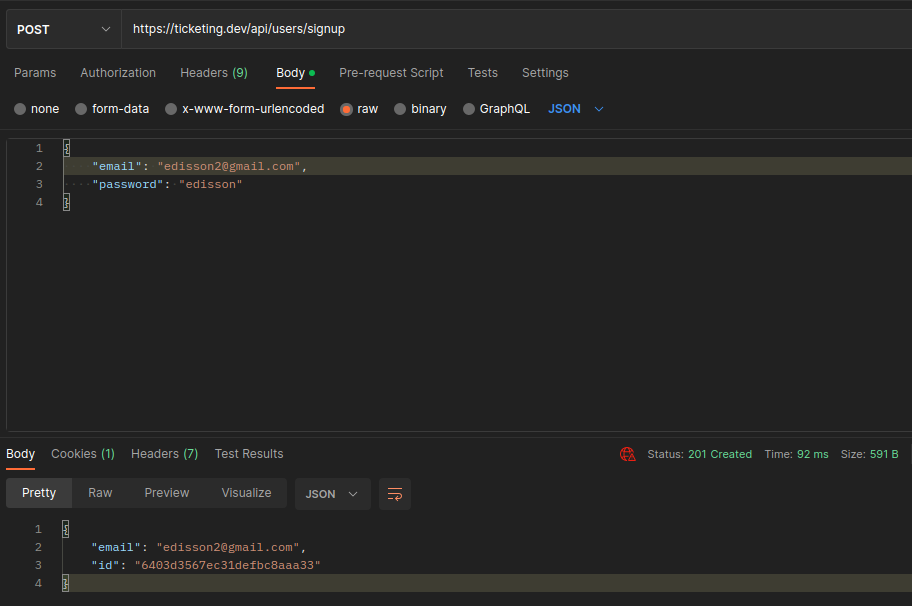 POST https://ticketing.dev/api/users/signup
Params Authorization Headers (9) Body Pre-request Script Tests Settings
none form-data x-www-form-urlencoded raw binary GraphQL JSON
1 {
2 "email": "edisson2@gmail.com",
3 "password": "edisson"
4 }
Body Cookies (1) Headers (7) Test Results Status: 201 Created Time: 92 ms Size: 591 B
Pretty Raw Preview Visualize JSON
1 {
2 "email": "edisson2@gmail.com",
3 "id": "6403d3567ec31defbc8aaa33"
4 }